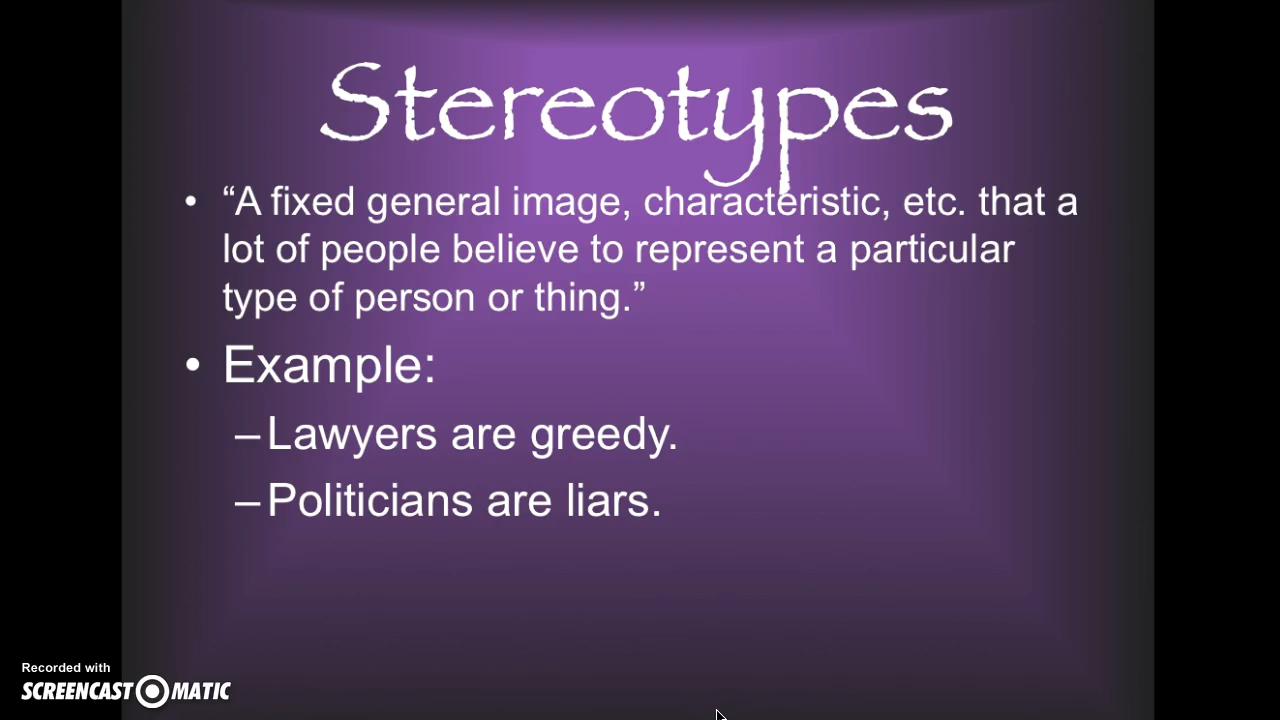 Stereotypes
• “A fixed general image, characteristic, etc. that a
lot of people believe to represent a particular
type of person or thing.”
• Example:
–Lawyers are greedy.
–Politicians are liars.
Recorded with
SCREENCAST O MATIC